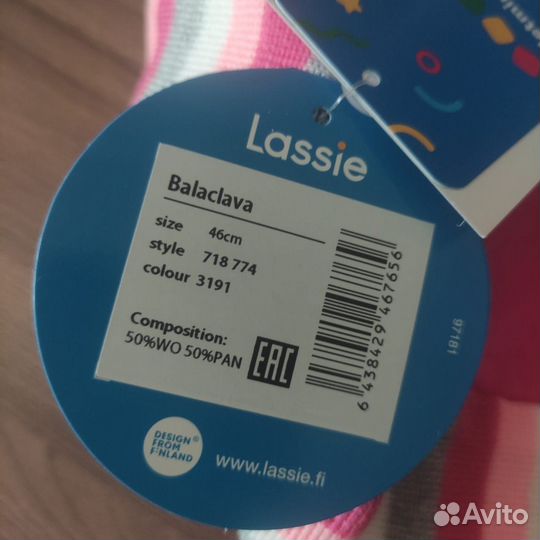 Lassie
Balaclava
size 46cm
style 718 774
colour 3191
Composition:
50%WO 50%PAN
EAC
6 438429 467656
97181
DESIGN®
FROM
FINLAND
www.lassie.fi
Avito